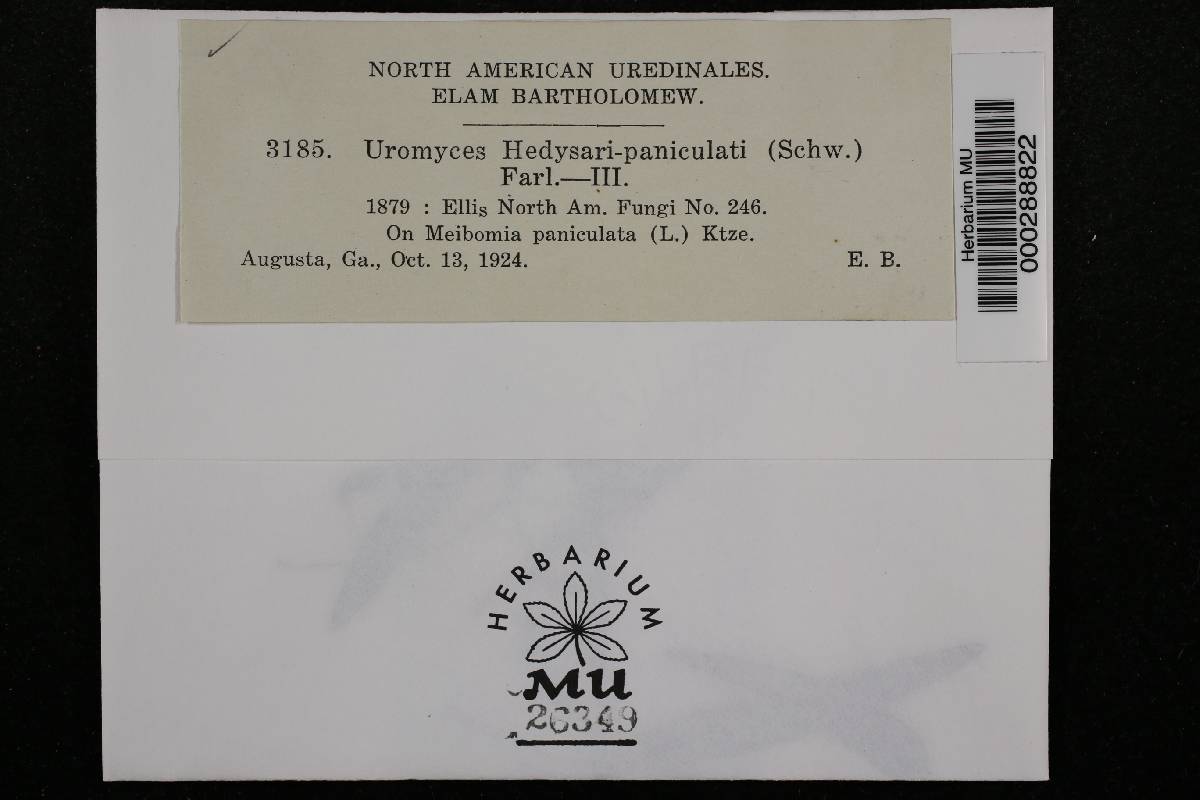 NORTH AMERICAN UREDINALES.
ELAM BARTHOLOMEW.
3185. Uromyces Hedysari-paniculati (Schw.)
Farl.—III.
1879 : Ellis North Am. Fungi No. 246.
On Meibomia paniculata (L.) Ktze.
Augusta, Ga., Oct. 13, 1924. E. B.
Herbarium MU
000288822
HERBARIUM
MU
26349